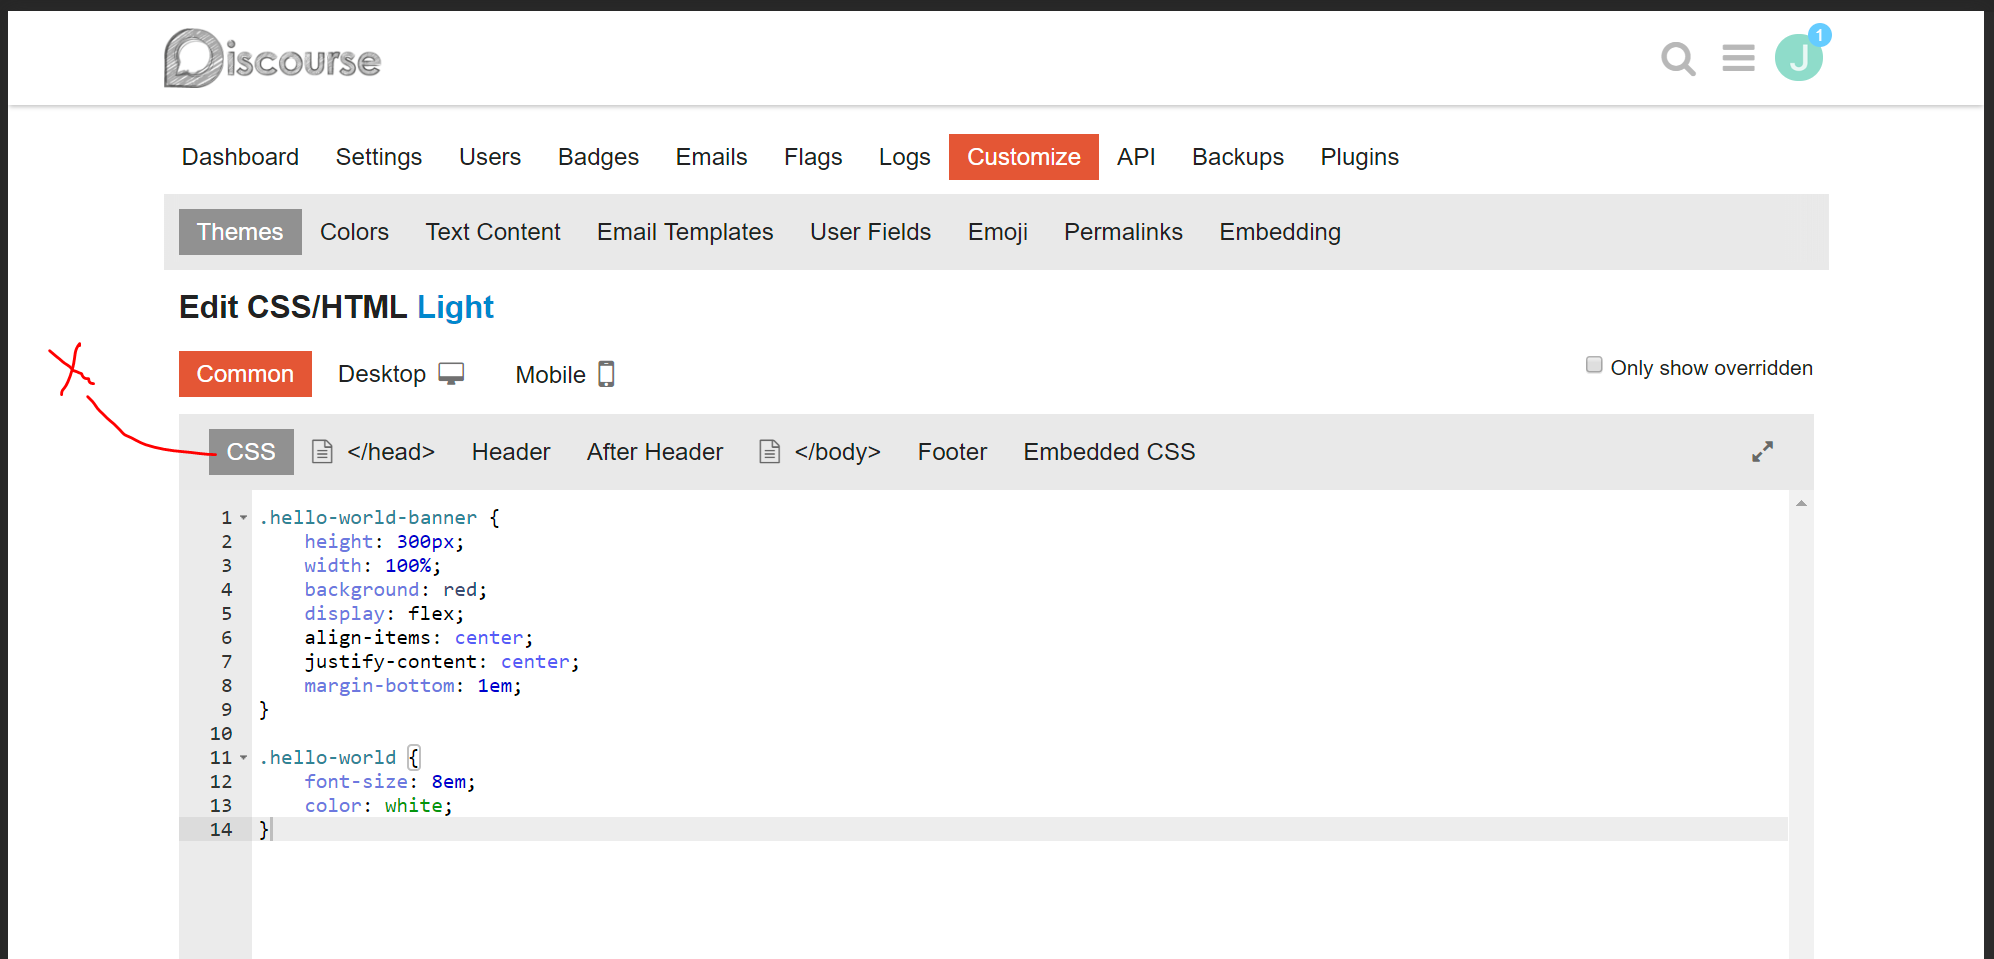 Discourse
1
J
Dashboard Settings Users Badges Emails Flags Logs Customize API Backups Plugins
Themes Colors Text Content Email Templates User Fields Emoji Permalinks Embedding
Edit CSS/HTML Light
Common Desktop Mobile Only show overridden
CSS </head> Header After Header </body> Footer Embedded CSS
1 .hello-world-banner {
2 height: 300px;
3 width: 100%;
4 background: red;
5 display: flex;
6 align-items: center;
7 justify-content: center;
8 margin-bottom: 1em;
9 }
10
11 .hello-world {
12 font-size: 8em;
13 color: white;
14 }